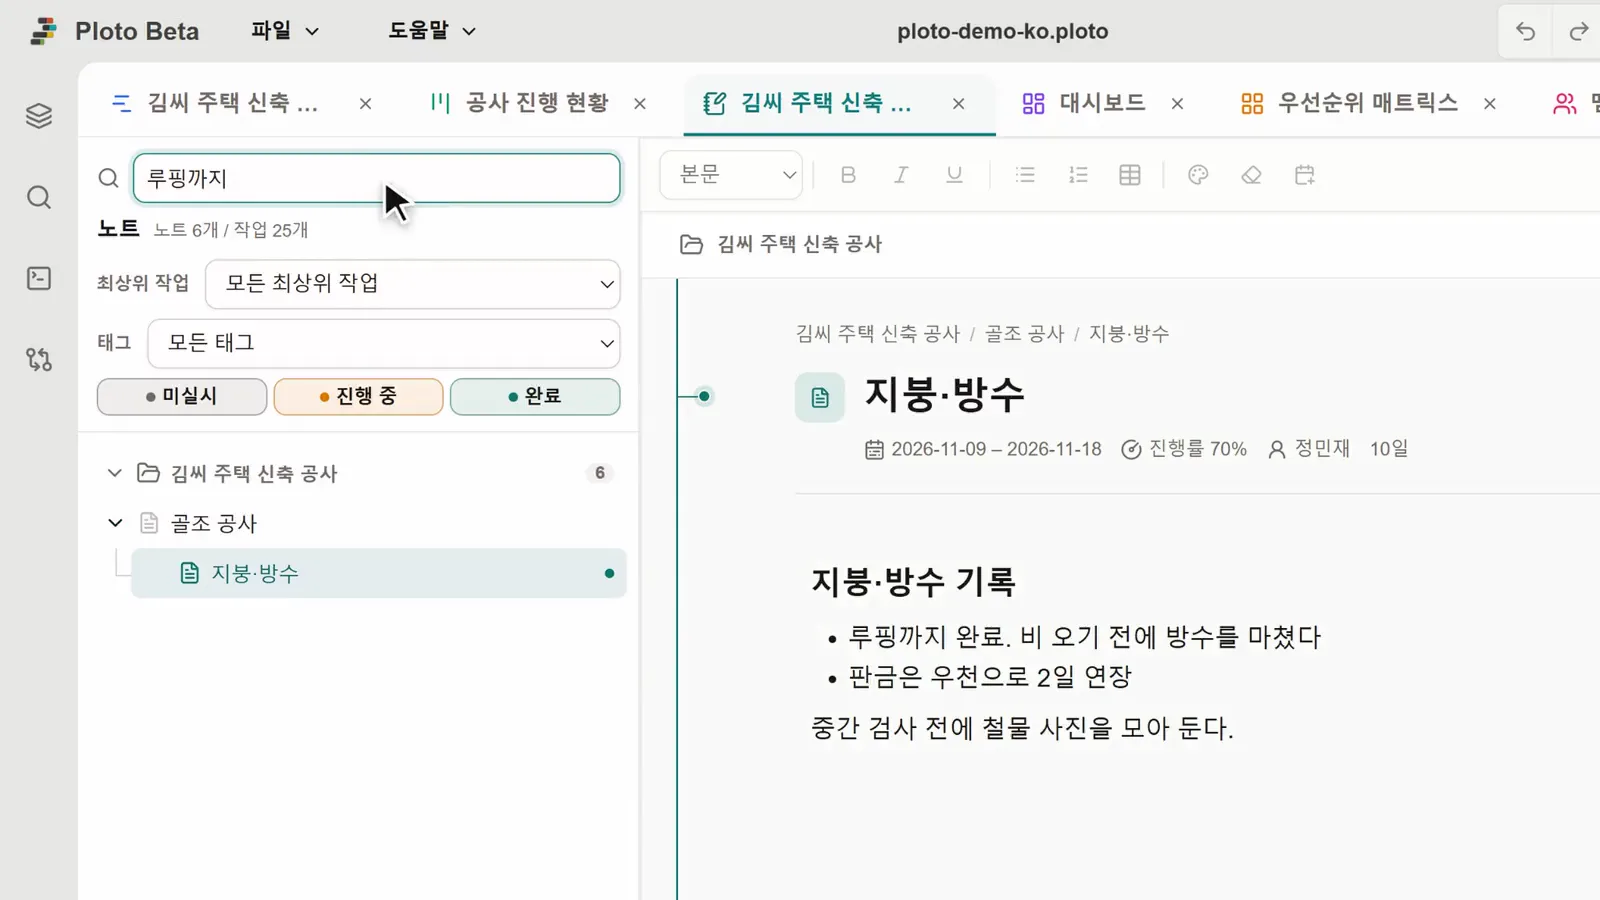 Ploto Beta 파일 도움말 ploto-demo-ko.ploto
김씨 주택 신축 ... 공사 진행 현황 김씨 주택 신축 ... 대시보드 우선순위 매트릭스
루핑까지
본문 B I U
노트 노트 6개 / 작업 25개
최상위 작업 모든 최상위 작업
태그 모든 태그
미실시 진행 중 완료
김씨 주택 신축 공사 6
골조 공사
지붕·방수
김씨 주택 신축 공사
김씨 주택 신축 공사 / 골조 공사 / 지붕·방수
지붕·방수
2026-11-09 – 2026-11-18 진행률 70% 정민재 10일
지붕·방수 기록
• 루핑까지 완료. 비 오기 전에 방수를 마쳤다
• 판금은 우천으로 2일 연장
중간 검사 전에 철물 사진을 모아 둔다.